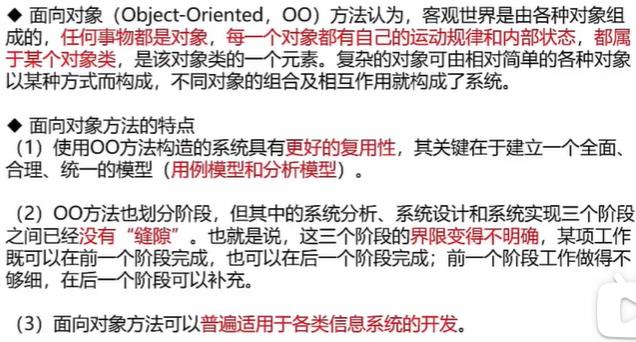 ◆ 面向对象（Object-Oriented，OO）方法认为，客观世界是由各种对象组
成的，任何事物都是对象，每一个对象都有自己的运动规律和内部状态，都属
于某个对象类，是该对象类的一个元素。复杂的对象可由相对简单的各种对象
以某种方式而构成，不同对象的组合及相互作用就构成了系统。
◆ 面向对象方法的特点
（1）使用OO方法构造的系统具有更好的复用性，其关键在于建立一个全面、
合理、统一的模型（用例模型和分析模型）。
（2）OO方法也划分阶段，但其中的系统分析、系统设计和系统实现三个阶段
之间已经没有“缝隙”。也就是说，这三个阶段的界限变得不明确，某项工作
既可以在前一个阶段完成，也可以在后一个阶段完成；前一个阶段工作做得不
够细，在后一个阶段可以补充。
（3）面向对象方法可以普遍适用于各类信息系统的开发。